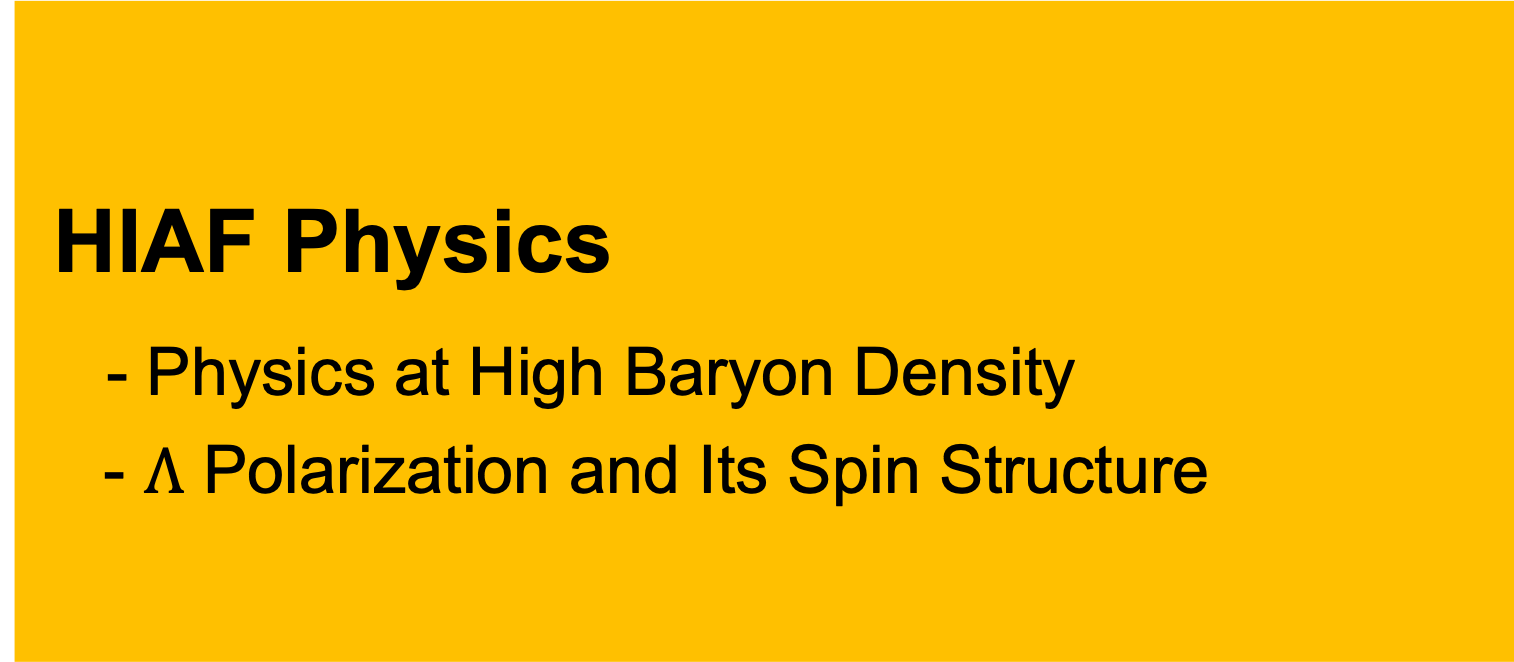 HIAF Physics
- Physics at High Baryon Density
- Λ Polarization and Its Spin Structure